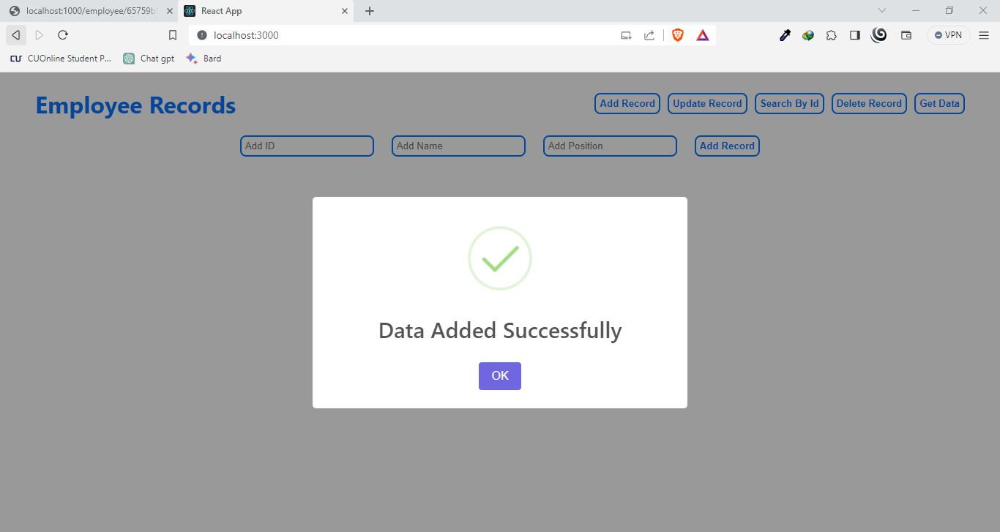 localhost:1000/employee/65759b
React App
localhost:3000
VPN
CUOnline Student P...
Chat gpt
Bard
Employee Records
Add Record
Update Record
Search By Id
Delete Record
Get Data
Add ID
Add Name
Add Position
Add Record
Data Added Successfully
OK